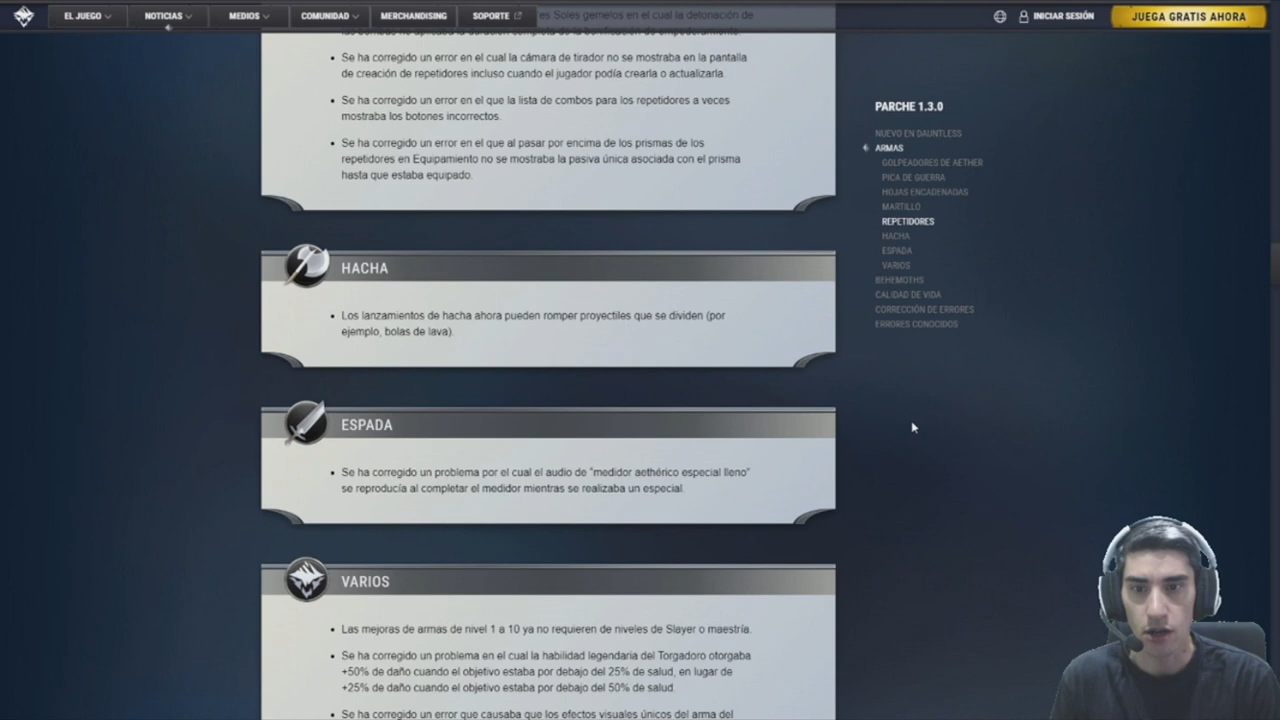 EL JUEGO
NOTICIAS
MEDIOS
COMUNIDAD
MERCHANDISING
SOPORTE
INICIAR SESIÓN
JUEGA GRATIS AHORA
es Soles gemelos en el cual la detonación de
• Se ha corregido un error en el cual la cámara de tirador no se mostraba en la pantalla
de creación de repetidores incluso cuando el jugador podía crearla o actualizarla.
• Se ha corregido un error en el que la lista de combos para los repetidores a veces
mostraba los botones incorrectos.
• Se ha corregido un error en el que al pasar por encima de los prismas de los
repetidores en Equipamiento no se mostraba la pasiva única asociada con el prisma
hasta que estaba equipado.
HACHA
• Los lanzamientos de hacha ahora pueden romper proyectiles que se dividen (por
ejemplo, bolas de lava).
ESPADA
• Se ha corregido un problema por el cual el audio de "medidor aethérico especial lleno"
se reproducía al completar el medidor mientras se realizaba un especial.
VARIOS
• Las mejoras de armas de nivel 1 a 10 ya no requieren de niveles de Slayer o maestría.
• Se ha corregido un problema en el cual la habilidad legendaria del Torgadoro otorgaba
+50% de daño cuando el objetivo estaba por debajo del 25% de salud, en lugar de
+25% de daño cuando el objetivo estaba por debajo del 50% de salud.
• Se ha corregido un error que causaba que los efectos visuales únicos del arma del
PARCHE 1.3.0
NUEVO EN DAUNTLESS
ARMAS
GOLPEADORES DE AETHER
PICA DE GUERRA
HOJAS ENCADENADAS
MARTILLO
REPETIDORES
HACHA
ESPADA
VARIOS
BEHEMOTHS
CALIDAD DE VIDA
CORRECCIÓN DE ERRORES
ERRORES CONOCIDOS